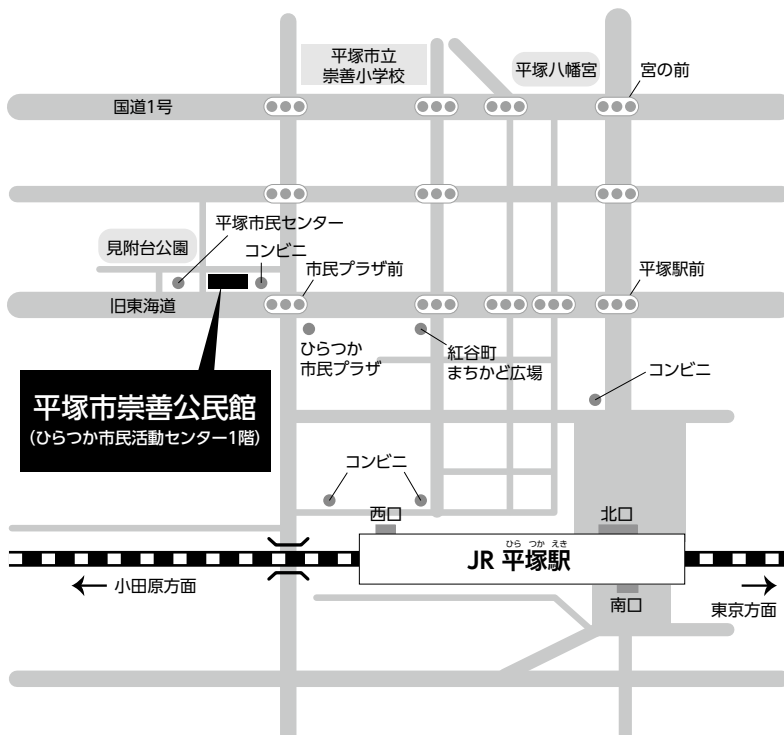 平塚市立
崇善小学校
平塚八幡宮
宮の前
国道1号
平塚市民センター
見附台公園
コンビニ
市民プラザ前
平塚駅前
旧東海道
ひらつか
市民プラザ
紅谷町
まちかど広場
コンビニ
平塚市崇善公民館
(ひらつか市民活動センター1階)
コンビニ
西口
北口
ひら つか えき
JR 平塚駅
小田原方面
南口
東京方面